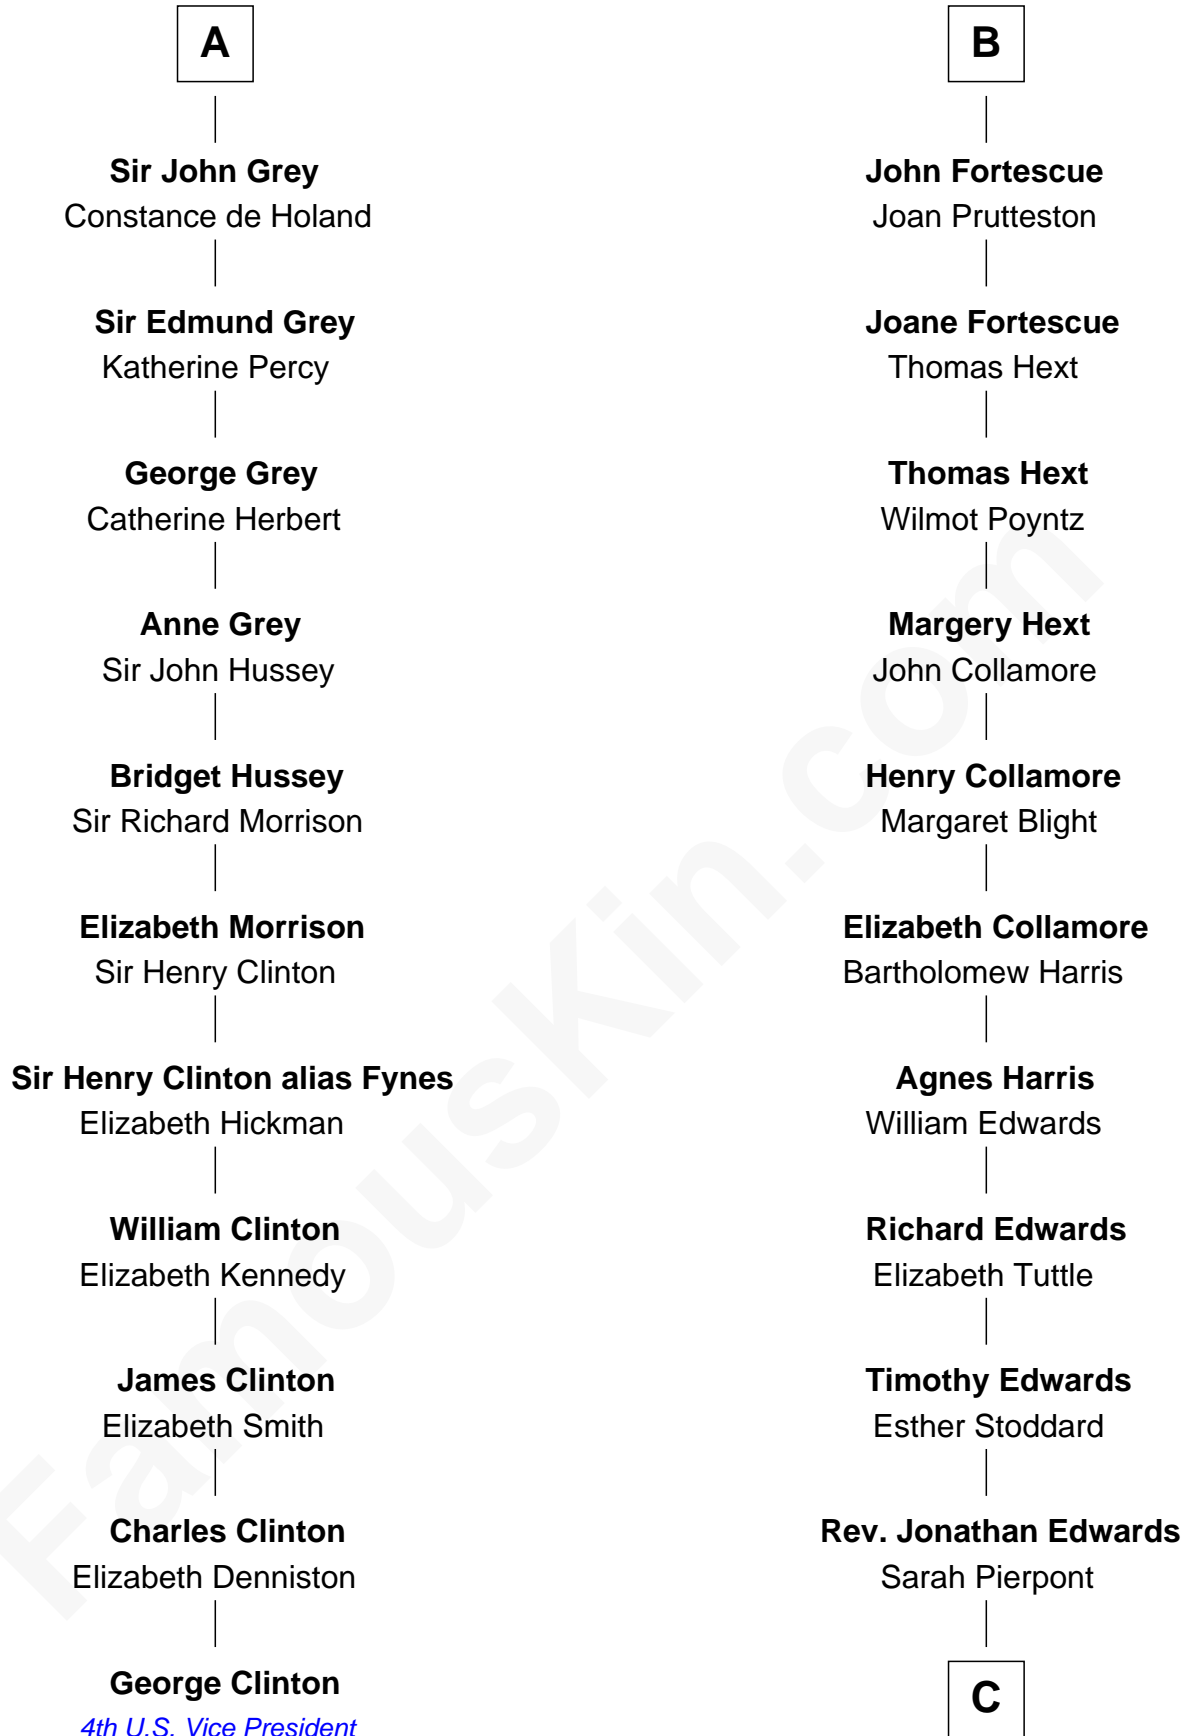 A
Sir John Grey
Constance de Holand
Sir Edmund Grey
Katherine Percy
George Grey
Catherine Herbert
Anne Grey
Sir John Hussey
Bridget Hussey
Sir Richard Morrison
Elizabeth Morrison
Sir Henry Clinton
Sir Henry Clinton alias Fynes
Elizabeth Hickman
William Clinton
Elizabeth Kennedy
James Clinton
Elizabeth Smith
Charles Clinton
Elizabeth Denniston
George Clinton
4th U.S. Vice President
B
John Fortescue
Joan Prutteston
Joane Fortescue
Thomas Hext
Thomas Hext
Wilmot Poyntz
Margery Hext
John Collamore
Henry Collamore
Margaret Blight
Elizabeth Collamore
Bartholomew Harris
Agnes Harris
William Edwards
Richard Edwards
Elizabeth Tuttle
Timothy Edwards
Esther Stoddard
Rev. Jonathan Edwards
Sarah Pierpont
C
FamousKin.com